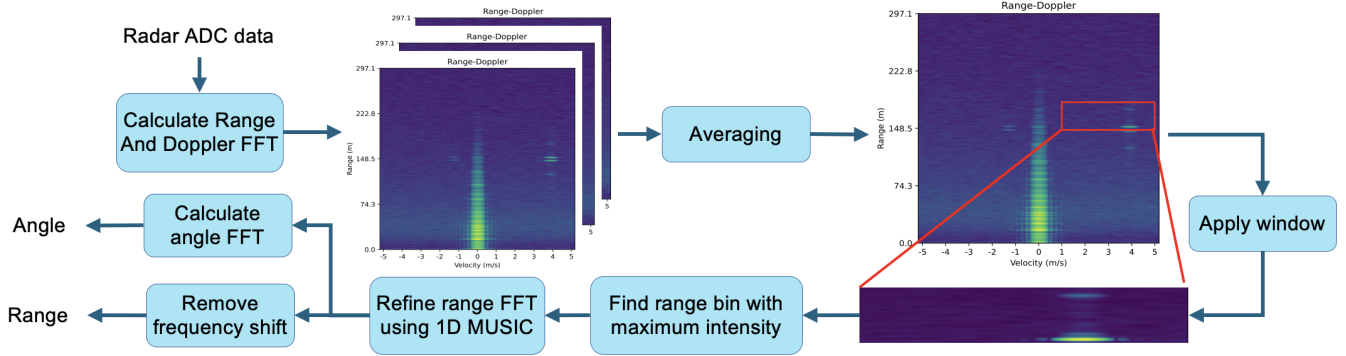 Radar ADC data
Calculate Range
And Doppler FFT
Range-Doppler
297.1
5
Range-Doppler
297.1
5
Range-Doppler
297.1
222.8
148.5
74.3
0.0
Range (m)
-5 -4 -3 -2 -1 0 1 2 3 4 5
Velocity (m/s)
Averaging
Range-Doppler
297.1
222.8
148.5
74.3
0.0
Range (m)
-5 -4 -3 -2 -1 0 1 2 3 4 5
Velocity (m/s)
Apply window
Find range bin with
maximum intensity
Refine range FFT
using 1D MUSIC
Calculate
angle FFT
Angle
Remove
frequency shift
Range